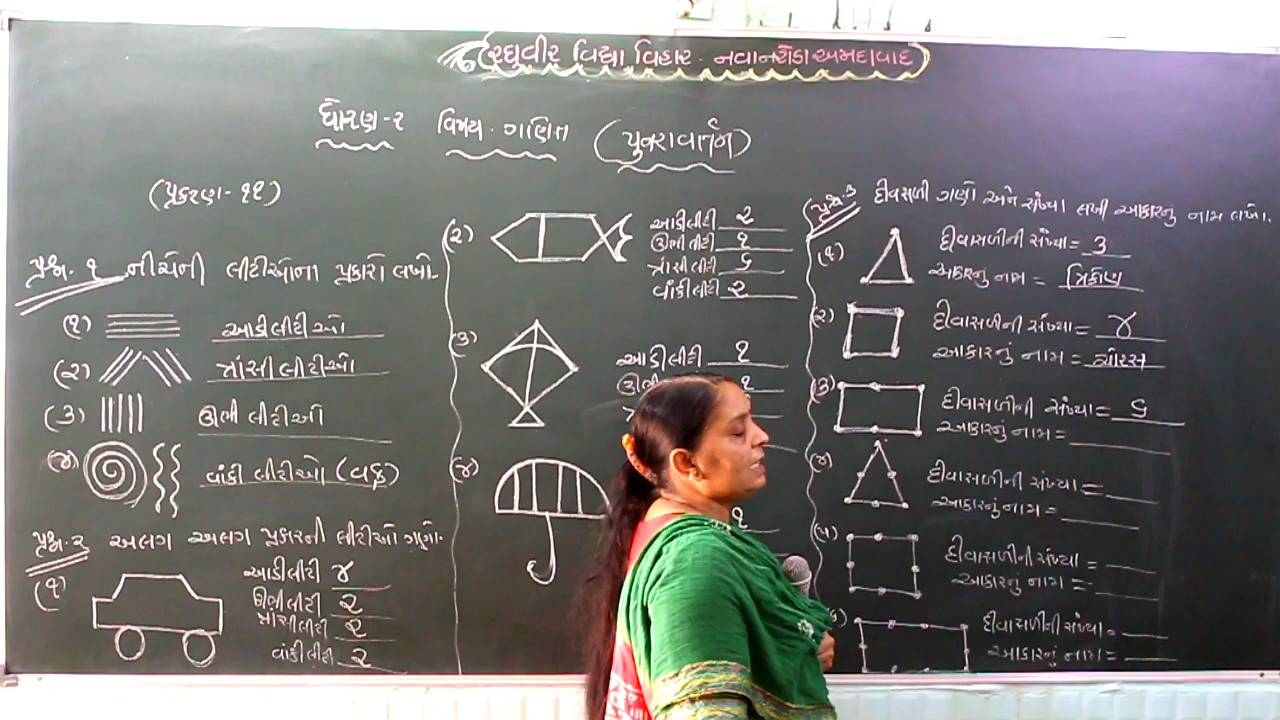 રઘુવીર વિદ્યા વિહાર. નવાનરોડા અમદાવાદ
ધોરણ-૨ વિષય. ગણિત (પુનરાવર્તન)
(પ્રકરણ-૧૧)
પ્રશ્ન. ૧ નીચેની લીટીઓના પ્રકારો લખો.
(૧) આડી લીટીઓ
(૨) ત્રાંસી લીટીઓ
(૩) ઊભી લીટીઓ
(૪) વાંકી લીટીઓ (વક્ર)
પ્રશ્ન.૨ અલગ અલગ પ્રકારની લીટીઓ ગણો.
(૧)
આડી લીટી ૪
ઊભી લીટી ૨
ત્રાંસી લીટી ૨
વાંકી લીટી ૨
(૨)
આડી લીટી ૨
ઊભી લીટી ૧
ત્રાંસી લીટી ૬
વાંકી લીટી ૨
(૩)
આડી લીટી ૧
ઊભી ૧
(૪)
૧
પ્રશ્ન.૩ દીવાસળી ગણો અને સંખ્યા લખી આકારનું નામ લખો.
(૧) દીવાસળીની સંખ્યા = ૩
આકારનું નામ = ત્રિકોણ
(૨) દીવાસળીની સંખ્યા = ૪
આકારનું નામ = ચોરસ
(૩) દીવાસળીની સંખ્યા = ૬
આકારનું નામ =
(૪) દીવાસળીની સંખ્યા =
આકારનું નામ =
(૫) દીવાસળીની સંખ્યા =
આકારનું નામ =
દીવાસળીની સંખ્યા =
આકારનું નામ =